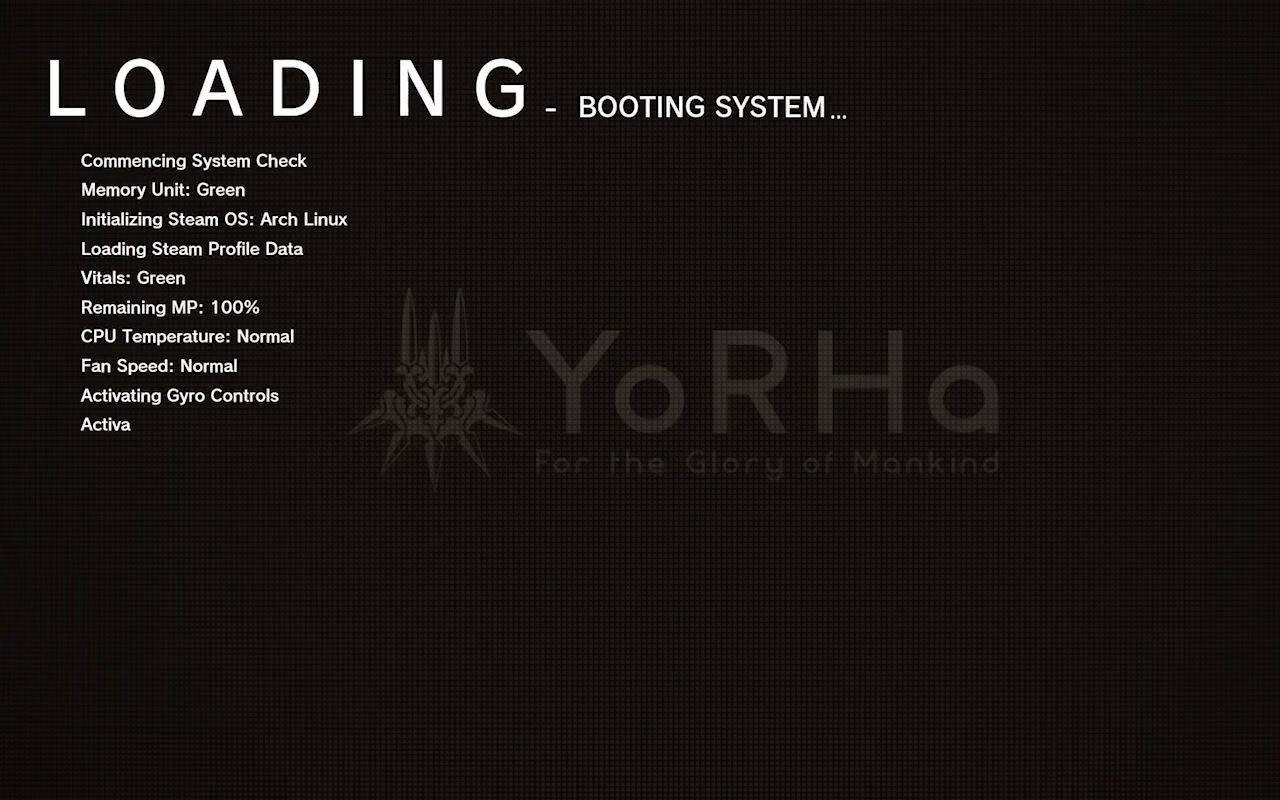 LOADING - BOOTING SYSTEM...
Commencing System Check
Memory Unit: Green
Initializing Steam OS: Arch Linux
Loading Steam Profile Data
Vitals: Green
Remaining MP: 100%
CPU Temperature: Normal
Fan Speed: Normal
Activating Gyro Controls
Activa
YoRHa
For the Glory of Mankind